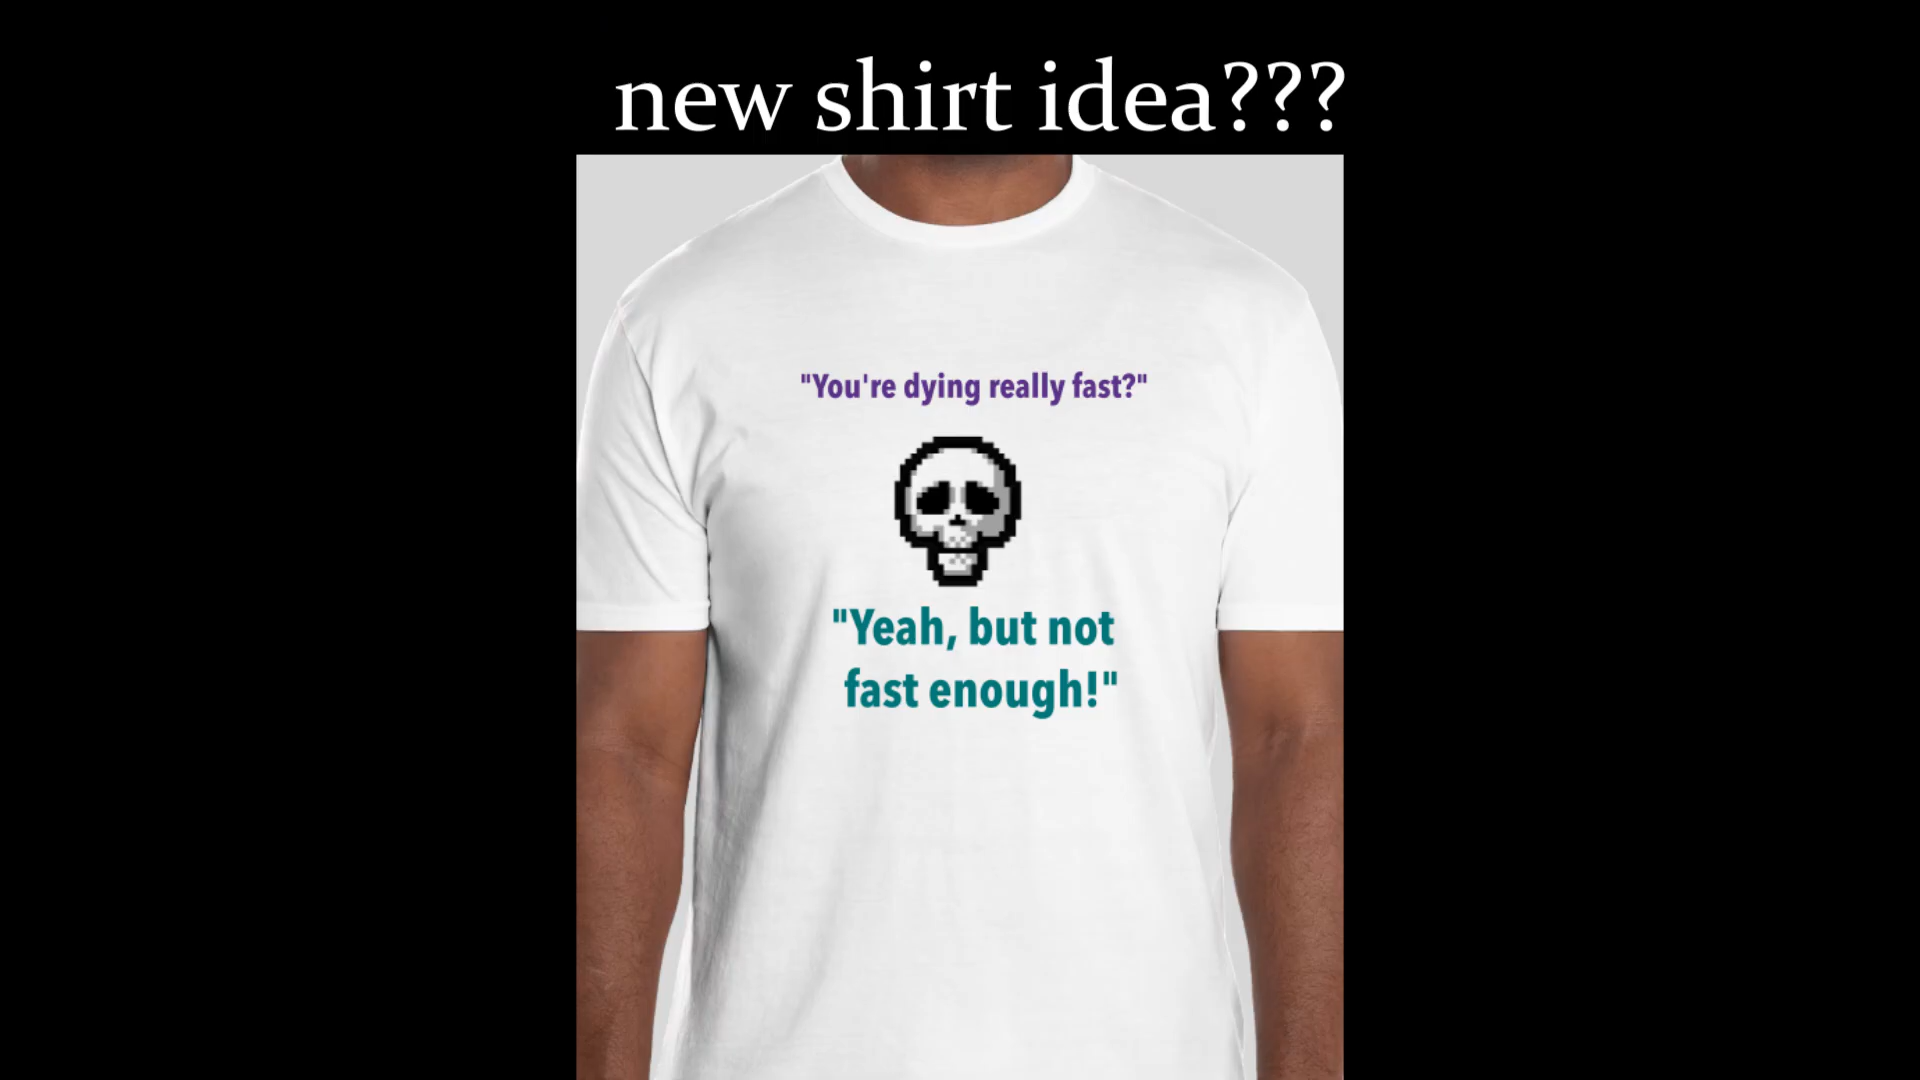 new shirt idea???
"You're dying really fast?"
"Yeah, but not
fast enough!"